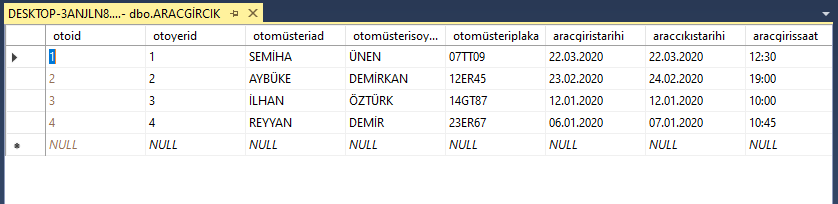 DESKTOP-3ANJLN8....- dbo.ARACGİRCIK
otoid otoyerid otomüsteriad otomüsterisoy... otomüsteriplaka aracgiristarihi araccıkıstarihi aracgirissaat
1 1 SEMİHA ÜNEN 07TT09 22.03.2020 22.03.2020 12:30
2 2 AYBÜKE DEMİRKAN 12ER45 23.02.2020 24.02.2020 19:00
3 3 İLHAN ÖZTÜRK 14GT87 12.01.2020 12.01.2020 10:00
4 4 REYYAN DEMİR 23ER67 06.01.2020 07.01.2020 10:45
NULL NULL NULL NULL NULL NULL NULL NULL